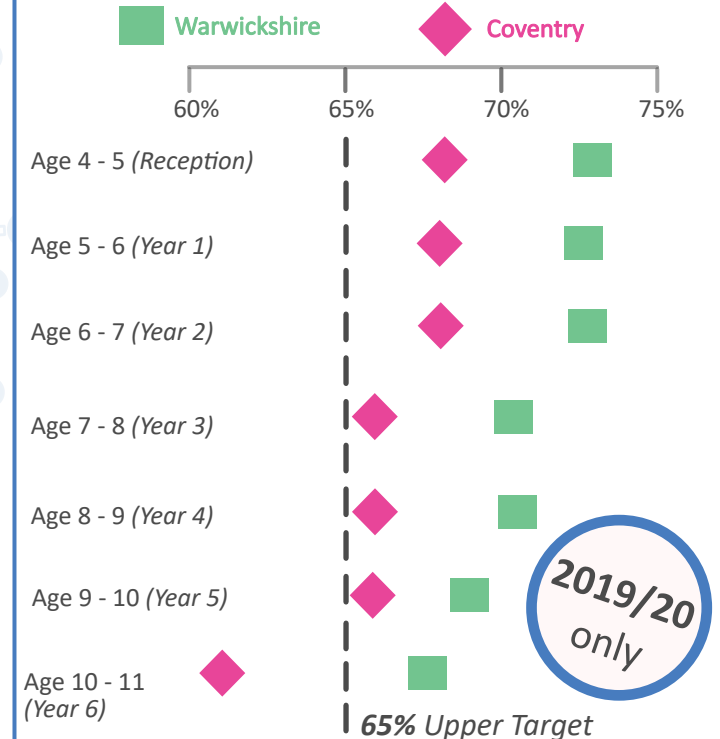 Warwickshire Coventry
60% 65% 70% 75%
Age 4 - 5 (Reception)
Age 5 - 6 (Year 1)
Age 6 - 7 (Year 2)
Age 7 - 8 (Year 3)
Age 8 - 9 (Year 4)
Age 9 - 10 (Year 5)
2019/20
only
Age 10 - 11
(Year 6)
65% Upper Target